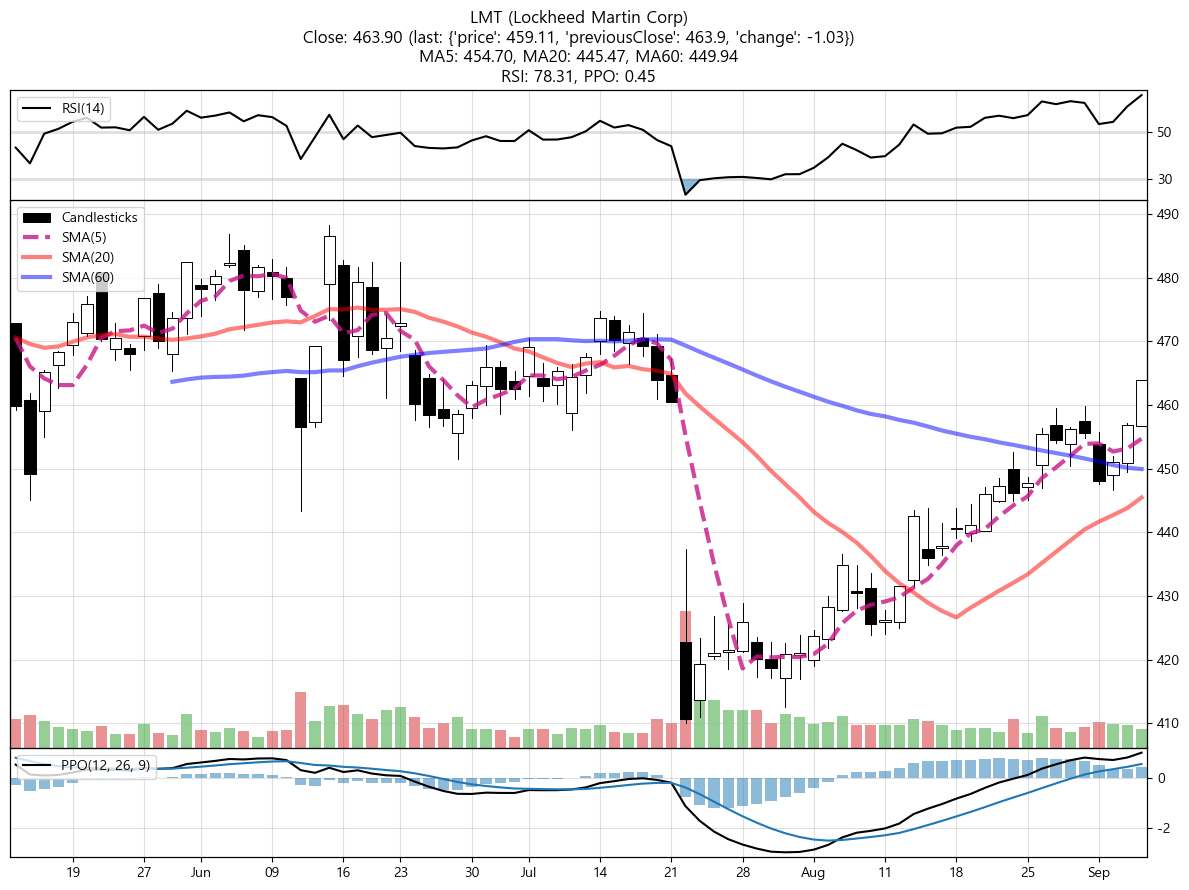 LMT (Lockheed Martin Corp)
Close: 463.90 (last: {'price': 459.11, 'previousClose': 463.9, 'change': -1.03})
MA5: 454.70, MA20: 445.47, MA60: 449.94
RSI: 78.31, PPO: 0.45
RSI(14)
50
30
Candlesticks
SMA(5)
SMA(20)
SMA(60)
490
480
470
460
450
440
430
420
410
PPO(12, 26, 9)
0
-2
19 27 Jun 09 16 23 Jul 14 21 28 Aug 11 18 25 Sep